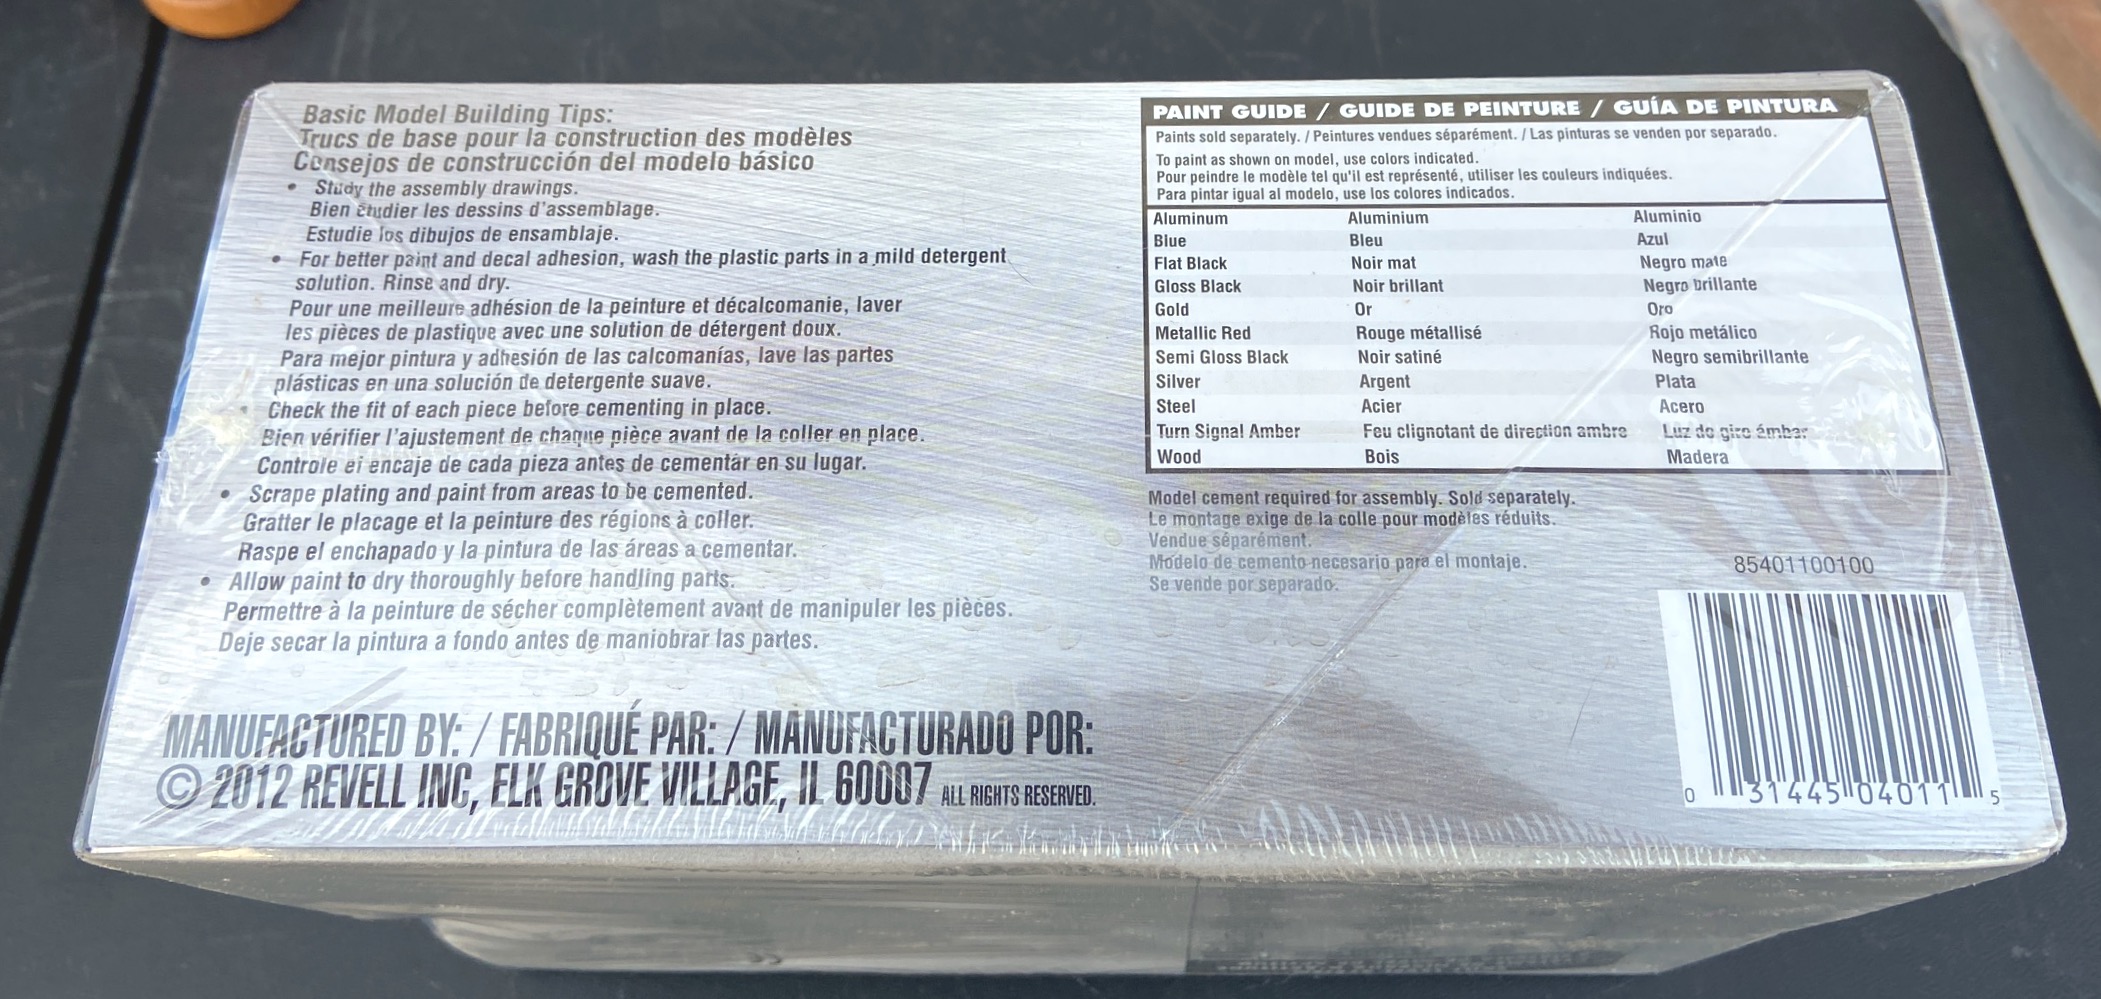 Basic Model Building Tips:
Trucs de base pour la construction des modèles
Consejos de construcción del modelo básico
• Study the assembly drawings.
Bien étudier les dessins d'assemblage.
Estudie los dibujos de ensamblaje.
• For better paint and decal adhesion, wash the plastic parts in a mild detergent
solution. Rinse and dry.
Pour une meilleure adhésion de la peinture et décalcomanie, laver
les pièces de plastique avec une solution de détergent doux.
Para mejor pintura y adhesión de las calcomanías, lave las partes
plásticas en una solución de detergente suave.
• Check the fit of each piece before cementing in place.
Bien vérifier l'ajustement de chaque pièce avant de la coller en place.
Controle el encaje de cada pieza antes de cementar en su lugar.
• Scrape plating and paint from areas to be cemented.
Gratter le placage et la peinture des régions à coller.
Raspe el enchapado y la pintura de las áreas a cementar.
• Allow paint to dry thoroughly before handling parts.
Permettre à la peinture de sécher complètement avant de manipuler les pièces.
Deje secar la pintura a fondo antes de maniobrar las partes.
MANUFACTURED BY: / FABRIQUÉ PAR: / MANUFACTURADO POR:
© 2012 REVELL INC, ELK GROVE VILLAGE, IL 60007 ALL RIGHTS RESERVED.
PAINT GUIDE / GUIDE DE PEINTURE / GUÍA DE PINTURA
Paints sold separately. / Peintures vendues séparément. / Las pinturas se venden por separado.
To paint as shown on model, use colors indicated.
Pour peindre le modèle tel qu'il est représenté, utiliser les couleurs indiquées.
Para pintar igual al modelo, use los colores indicados.
Aluminum Aluminium Aluminio
Blue Bleu Azul
Flat Black Noir mat Negro mate
Gloss Black Noir brillant Negro brillante
Gold Or Oro
Metallic Red Rouge métallisé Rojo metálico
Semi Gloss Black Noir satiné Negro semibrillante
Silver Argent Plata
Steel Acier Acero
Turn Signal Amber Feu clignotant de direction ambre Luz de giro ámbar
Wood Bois Madera
Model cement required for assembly. Sold separately.
Le montage exige de la colle pour modèles réduits.
Vendue séparément.
Modelo de cemento necesario para el montaje.
Se vende por separado.
85401100100
0 31445 04011 5